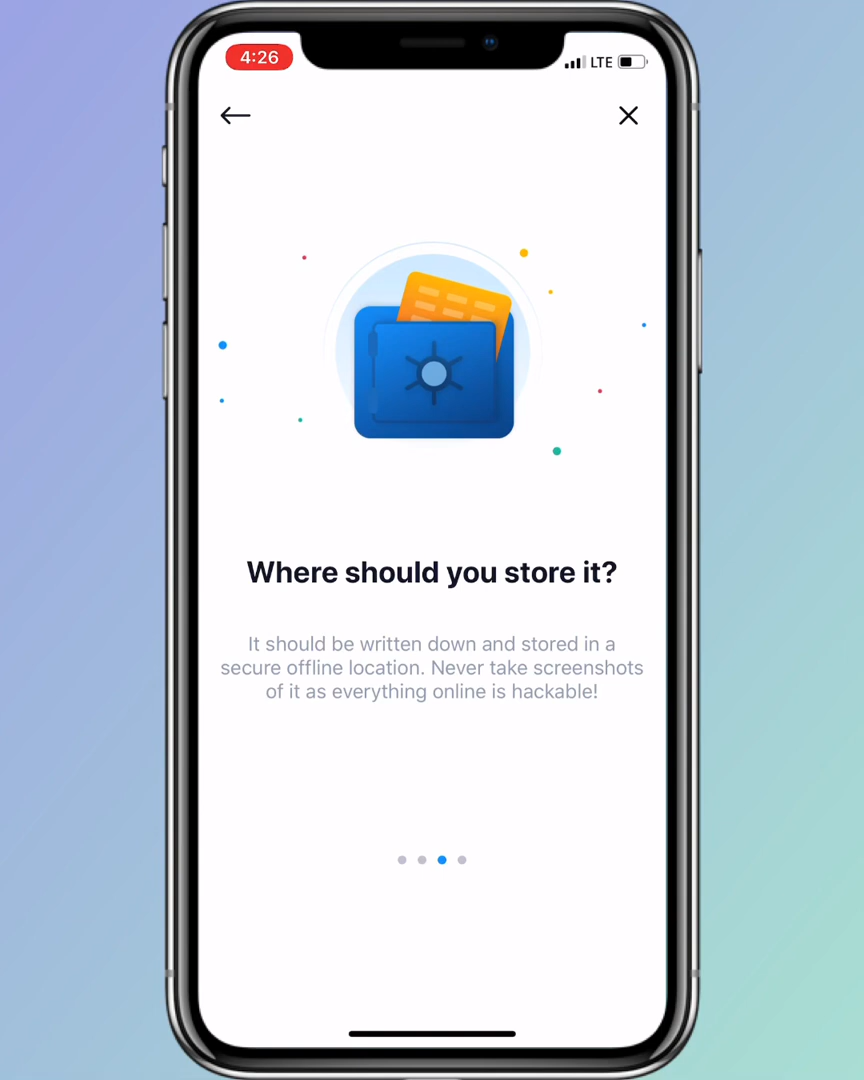 4:26
LTE
Where should you store it?
It should be written down and stored in a
secure offline location. Never take screenshots
of it as everything online is hackable!